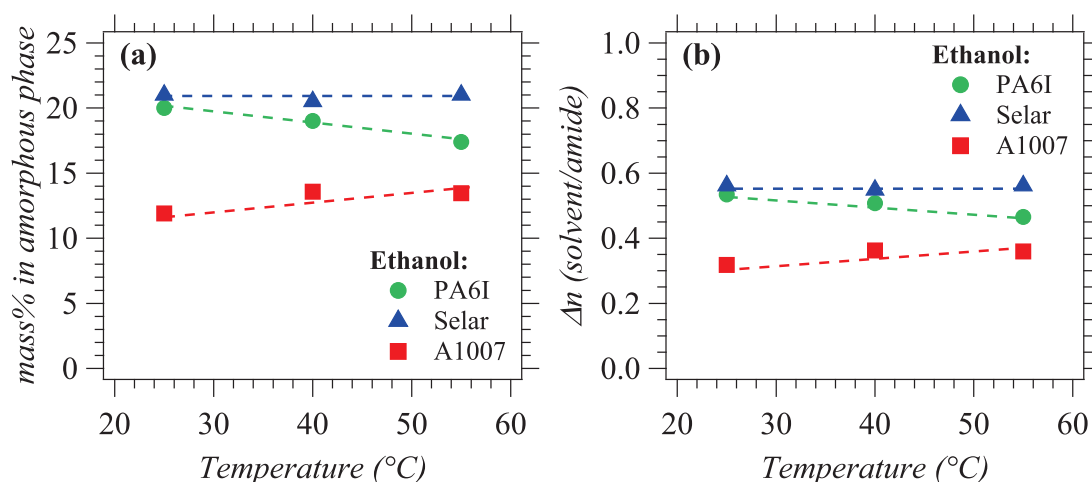 (a)
mass% in amorphous phase
25
20
15
10
5
0
Ethanol:
PA6I
Selar
A1007
20
30
40
50
60
Temperature (°C)
(b)
Δn (solvent/amide)
1.0
0.8
0.6
0.4
0.2
0.0
Ethanol:
PA6I
Selar
A1007
20
30
40
50
60
Temperature (°C)